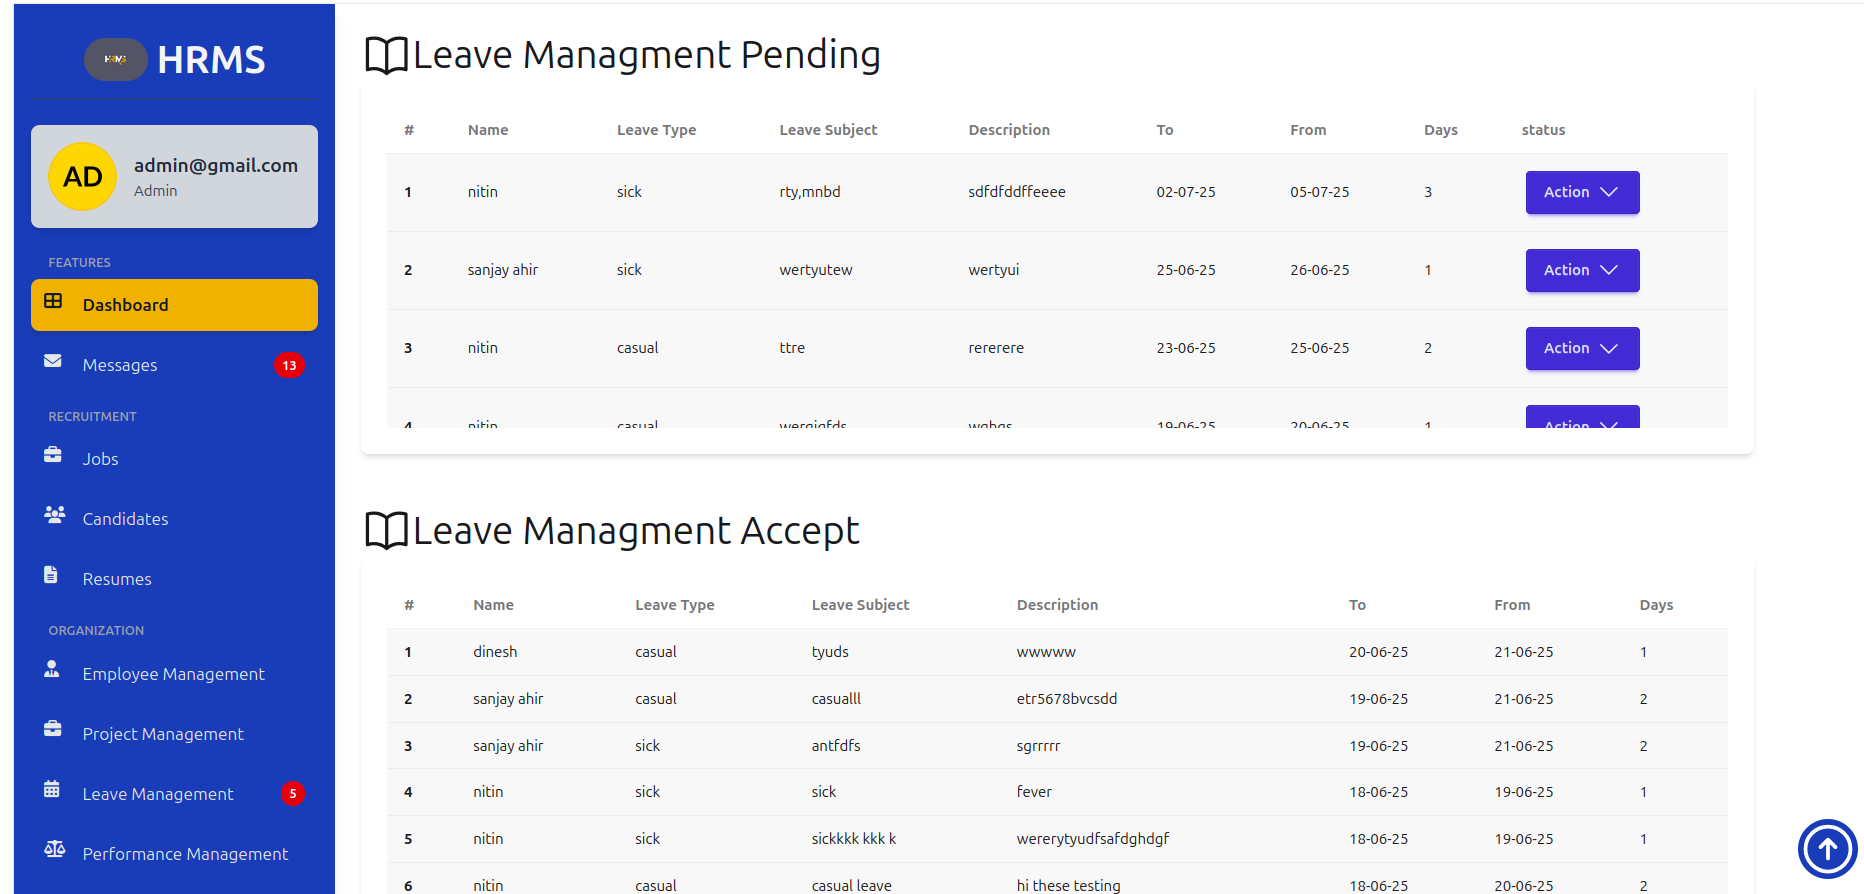 HRMS HRMS
AD admin@gmail.com
Admin
FEATURES
Dashboard
Messages 13
RECRUITMENT
Jobs
Candidates
Resumes
ORGANIZATION
Employee Management
Project Management
Leave Management 5
Performance Management
Leave Managment Pending
# Name Leave Type Leave Subject Description To From Days status
1 nitin sick rty,mnbd sdfdfddffeeee 02-07-25 05-07-25 3 Action
2 sanjay ahir sick wertyutew wertyui 25-06-25 26-06-25 1 Action
3 nitin casual ttre rererere 23-06-25 25-06-25 2 Action
4 nitin casual 19-06-25 20-06-25 1 Action
Leave Managment Accept
# Name Leave Type Leave Subject Description To From Days
1 dinesh casual tyuds wwwww 20-06-25 21-06-25 1
2 sanjay ahir casual casualll etr5678bvcsdd 19-06-25 21-06-25 2
3 sanjay ahir sick antfdfs sgrrrrr 19-06-25 21-06-25 2
4 nitin sick sick fever 18-06-25 19-06-25 1
5 nitin sick sickkkk kkk k wererytyudfsafdghdgf 18-06-25 19-06-25 1
6 nitin casual casual leave hi these testing 18-06-25 20-06-25 2